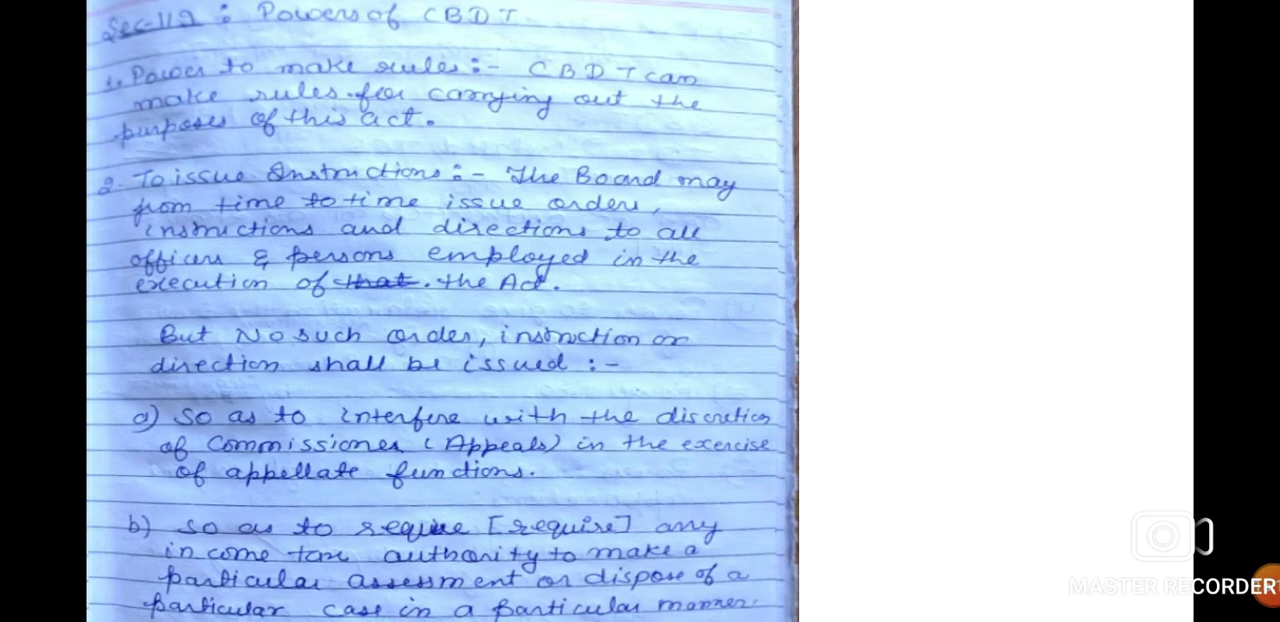 Sec-119 : Powers of CBDT
1. Power to make rules :- CBDT can
make rules for carrying out the
purposes of this act.
2. To issue Instructions :- The Board may
from time to time issue orders,
instructions and directions to all
officers & persons employed in the
execution of that. the Act.
But No such order, instruction or
direction shall be issued :-
a) so as to interfere with the discretion
of Commissioner (Appeals) in the exercise
of appellate functions.
b) so as to require [require] any
income tax authority to make a
particular assessment or dispose of a
particular case in a particular manner.
MASTER RECORDER